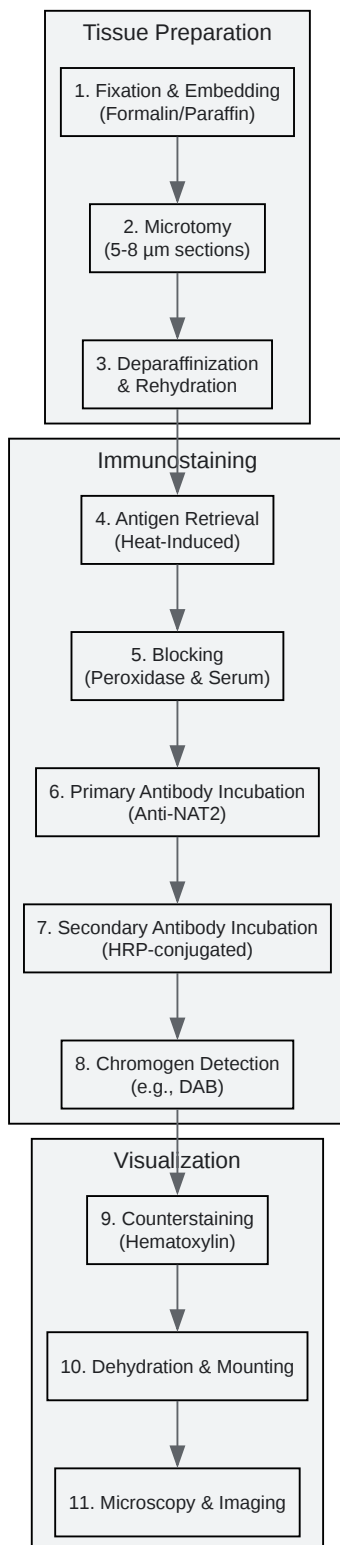 Tissue Preparation
1. Fixation & Embedding
(Formalin/Paraffin)
2. Microtomy
(5-8 µm sections)
3. Deparaffinization
& Rehydration
Immunostaining
4. Antigen Retrieval
(Heat-Induced)
5. Blocking
(Peroxidase & Serum)
6. Primary Antibody Incubation
(Anti-NAT2)
7. Secondary Antibody Incubation
(HRP-conjugated)
8. Chromogen Detection
(e.g., DAB)
Visualization
9. Counterstaining
(Hematoxylin)
10. Dehydration & Mounting
11. Microscopy & Imaging